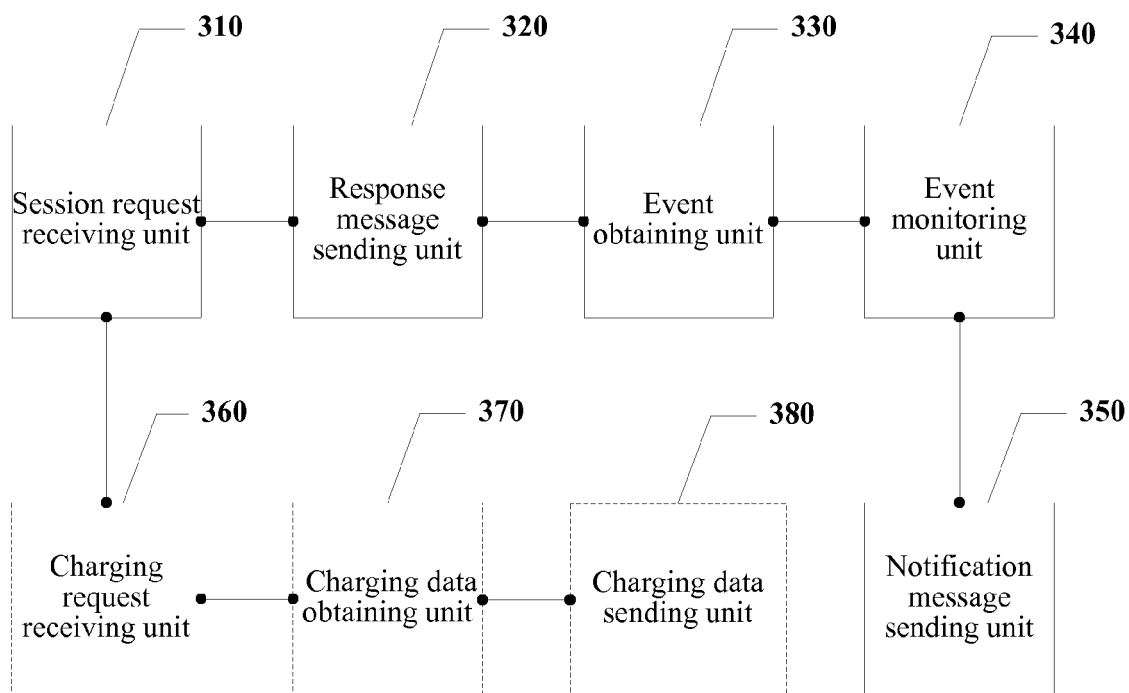 310
320
330
340
Session request
receiving unit
Response
message
sending unit
Event
obtaining unit
Event
monitoring
unit
360
370
380
350
Charging
request
receiving unit
Charging data
obtaining unit
Charging data
sending unit
Notification
message
sending unit